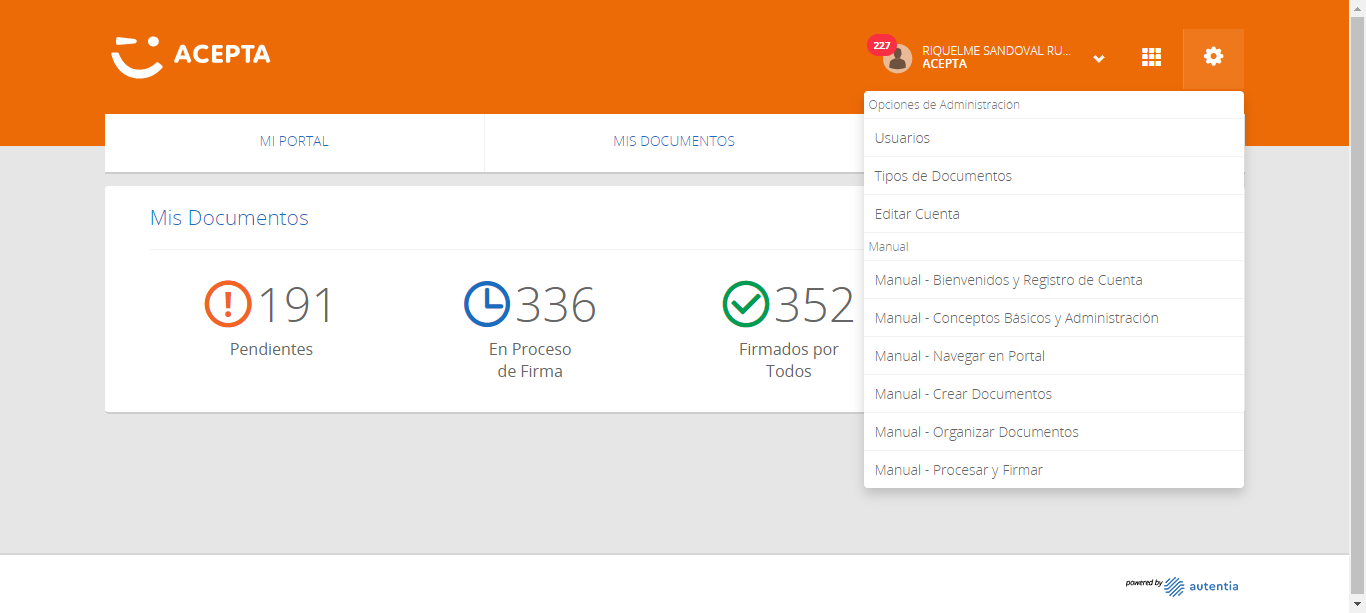 ACEPTA
227
RIQUELME SANDOVAL RU...
ACEPTA
MI PORTAL
MIS DOCUMENTOS
Opciones de Administración
Usuarios
Tipos de Documentos
Editar Cuenta
Manual
Manual - Bienvenidos y Registro de Cuenta
Manual - Conceptos Básicos y Administración
Manual - Navegar en Portal
Manual - Crear Documentos
Manual - Organizar Documentos
Manual - Procesar y Firmar
Mis Documentos
191
Pendientes
336
En Proceso
de Firma
352
Firmados por
Todos
powered by
autentia